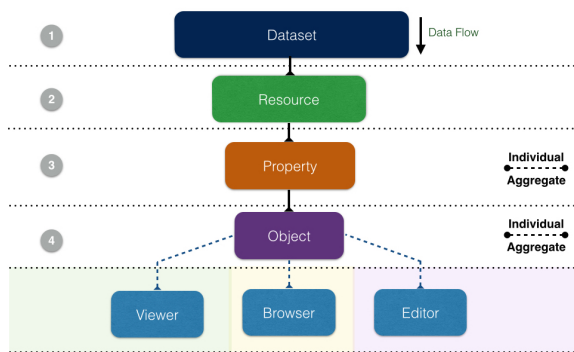 1
Dataset
Data Flow
2
Resource
3
Property
Individual
Aggregate
4
Object
Individual
Aggregate
Viewer
Browser
Editor